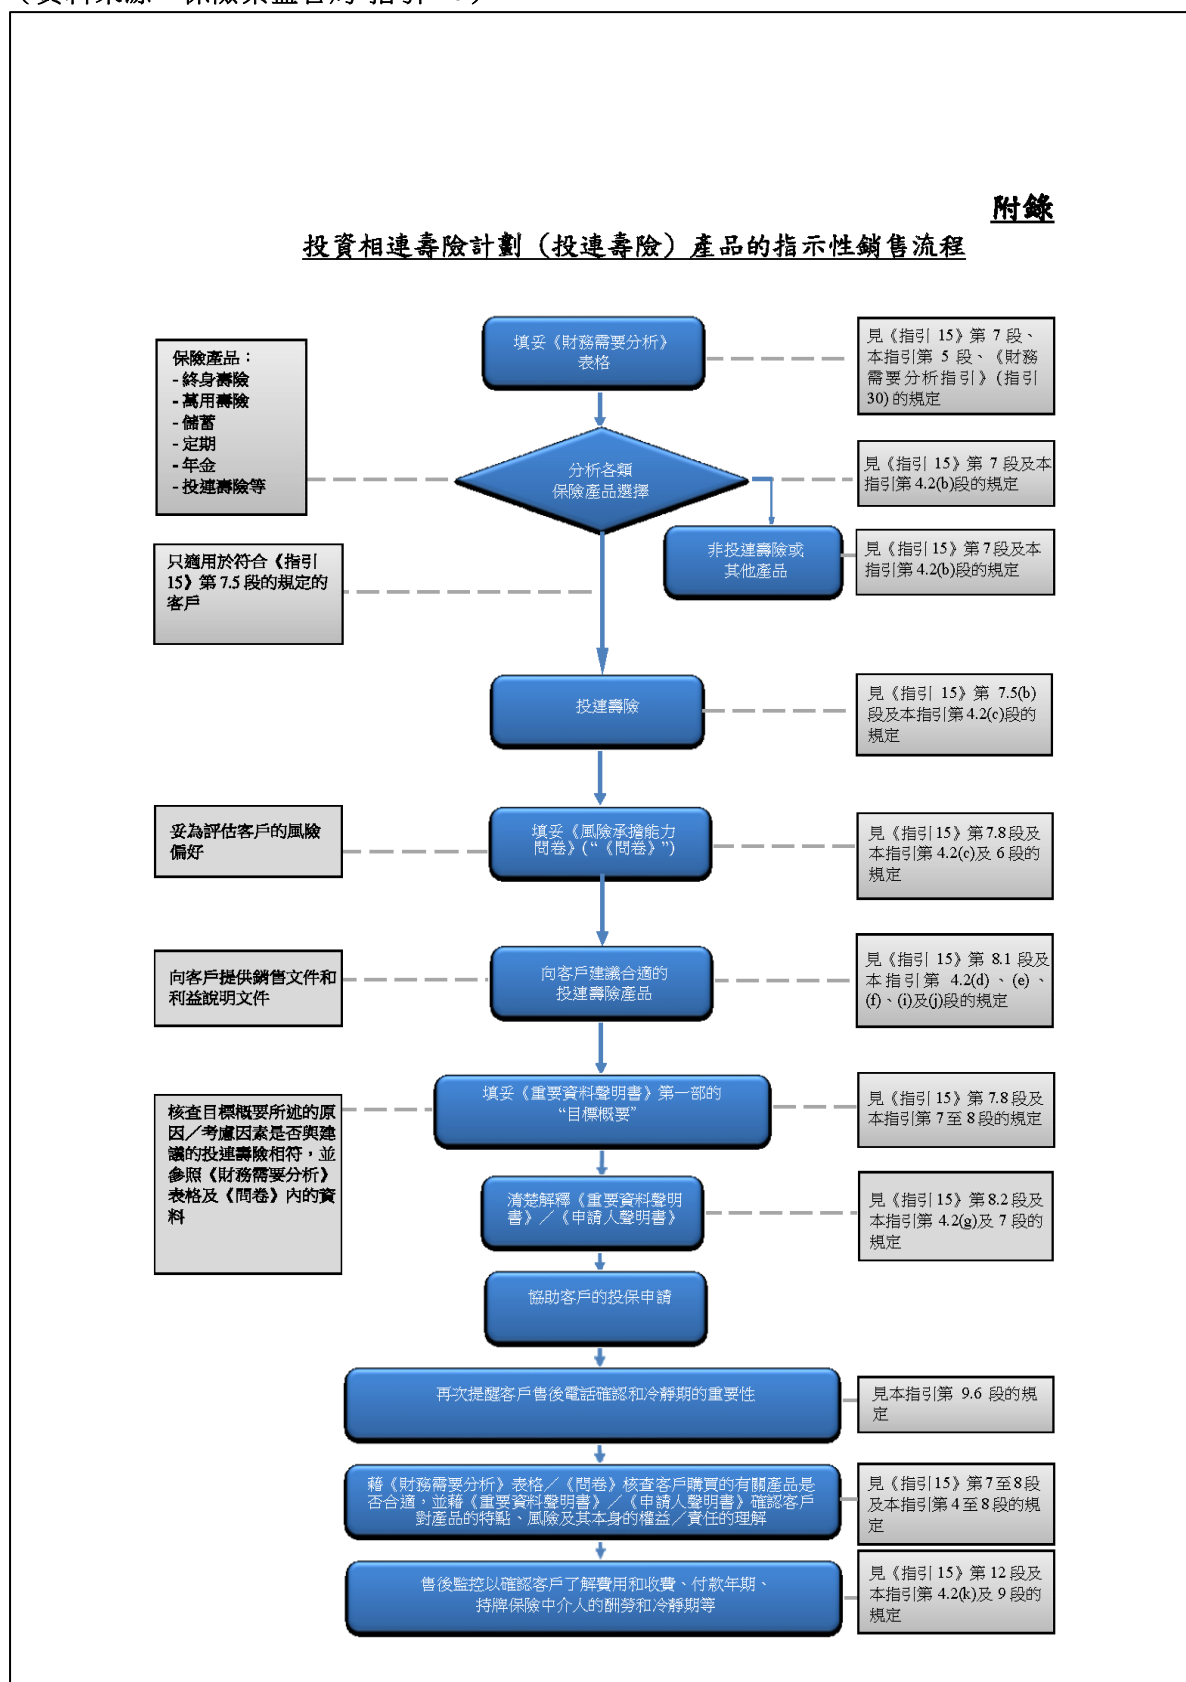 附錄
投資相連壽險計劃（投連壽險）產品的指示性銷售流程
填妥《財務需要分析》
表格
見《指引 15》第 7 段、
本指引第 5 段、《財務
需要分析指引》(指引
30) 的規定
保險產品：
- 終身壽險
- 萬用壽險
- 儲蓄
- 定期
- 年金
- 投連壽險等
分析各類
保險產品選擇
見《指引 15》第 7 段及本
指引第 4.2(b)段的規定
非投連壽險或
其他產品
見《指引 15》第 7 段及本
指引第 4.2(b)段的規定
只適用於符合《指引
15》第 7.5 段的規定的
客戶
投連壽險
見《指引 15》第 7.5(b)
段及本指引第 4.2(c)段的
規定
妥為評估客戶的風險
偏好
填妥《風險承擔能力
問卷》(“《問卷》”)
見《指引 15》第 7.8 段及
本指引第 4.2(c)及 6 段的
規定
向客戶提供銷售文件和
利益說明文件
向客戶建議合適的
投連壽險產品
見《指引 15》第 8.1 段及
本指引第 4.2(d)、(e)、
(f)、(i)及(j)段的規定
填妥《重要資料聲明書》第一部的
“目標概要”
見《指引 15》第 7.8 段及
本指引第 7 至 8 段的規定
核查目標概要所述的原
因／考慮因素是否與建
議的投連壽險相符，並
參照《財務需要分析》
表格及《問卷》內的資
料
清楚解釋《重要資料聲明
書》／《申請人聲明書》
見《指引 15》第 8.2 段及
本指引第 4.2(g)及 7 段的
規定
協助客戶的投保申請
再次提醒客戶售後電話確認和冷靜期的重要性
見本指引第 9.6 段的規
定
藉《財務需要分析》表格／《問卷》核查客戶購買的有關產品是
否合適，並藉《重要資料聲明書》／《申請人聲明書》確認客戶
對產品的特點、風險及其本身的權益／責任的理解
見《指引 15》第 7 至 8 段
及本指引第 4 至 8 段的規
定
售後監控以確認客戶了解費用和收費、付款年期、
持牌保險中介人的酬勞和冷靜期等
見《指引 15》第 12 段及
本指引第 4.2(k)及 9 段的
規定